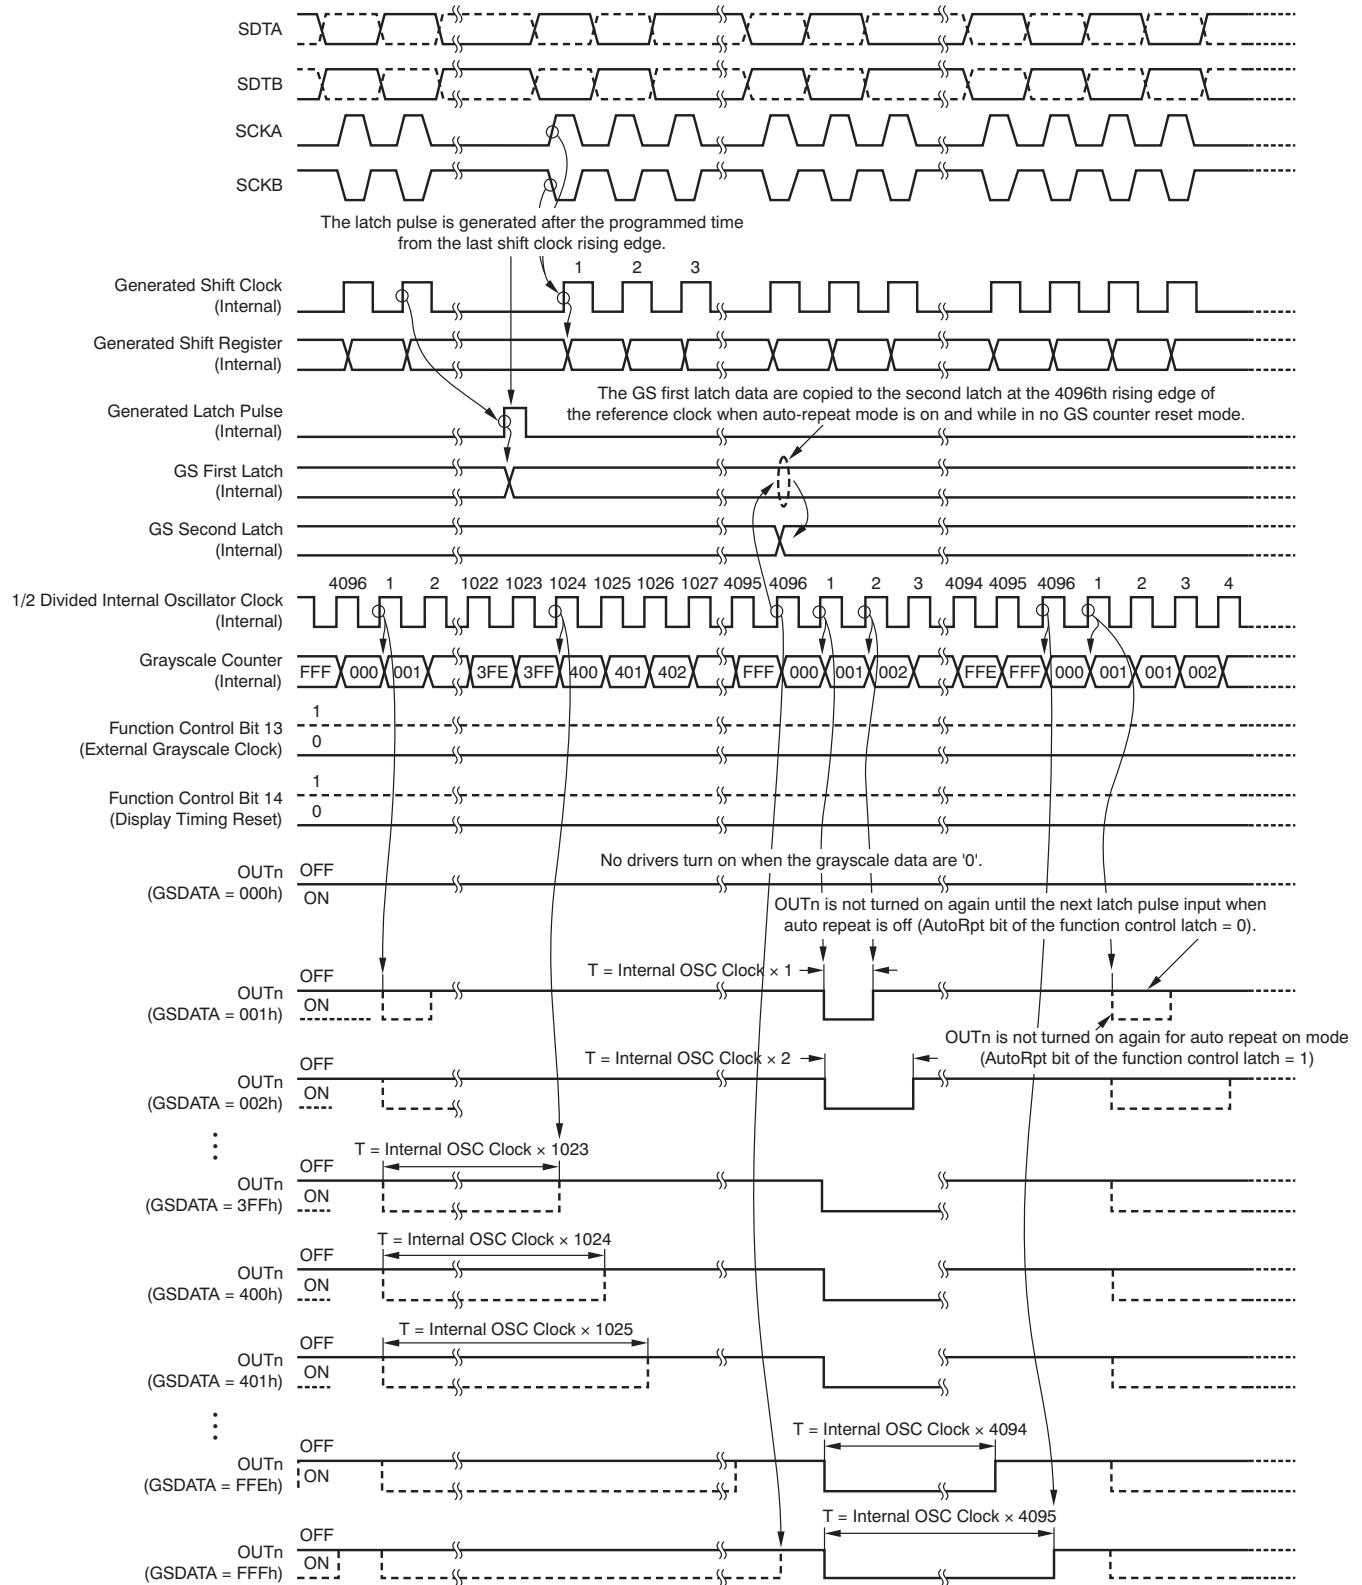 SDTA
SDTB
SCKA
SCKB
The latch pulse is generated after the programmed time
from the last shift clock rising edge.
1 2 3
Generated Shift Clock
(Internal)
Generated Shift Register
(Internal)
The GS first latch data are copied to the second latch at the 4096th rising edge of
the reference clock when auto-repeat mode is on and while in no GS counter reset mode.
Generated Latch Pulse
(Internal)
GS First Latch
(Internal)
GS Second Latch
(Internal)
4096 1 2 1022 1023 1024 1025 1026 1027 4095 4096 1 2 3 4094 4095 4096 1 2 3 4
1/2 Divided Internal Oscillator Clock
(Internal)
Grayscale Counter
(Internal)
FFF 000 001 3FE 3FF 400 401 402 FFF 000 001 002 FFE FFF 000 001 001 002
1
Function Control Bit 13
(External Grayscale Clock)
0
1
Function Control Bit 14
(Display Timing Reset)
0
No drivers turn on when the grayscale data are '0'.
OUTn
(GSDATA = 000h)
OFF
ON
OUTn is not turned on again until the next latch pulse input when
auto repeat is off (AutoRpt bit of the function control latch = 0).
T = Internal OSC Clock × 1
OFF
OUTn
(GSDATA = 001h)
ON
OUTn is not turned on again for auto repeat on mode
(AutoRpt bit of the function control latch = 1)
T = Internal OSC Clock × 2
OFF
OUTn
(GSDATA = 002h)
ON
T = Internal OSC Clock × 1023
OFF
OUTn
(GSDATA = 3FFh)
ON
T = Internal OSC Clock × 1024
OFF
OUTn
(GSDATA = 400h)
ON
T = Internal OSC Clock × 1025
OFF
OUTn
(GSDATA = 401h)
ON
T = Internal OSC Clock × 4094
OFF
OUTn
(GSDATA = FFEh)
ON
T = Internal OSC Clock × 4095
OFF
OUTn
(GSDATA = FFFh)
ON